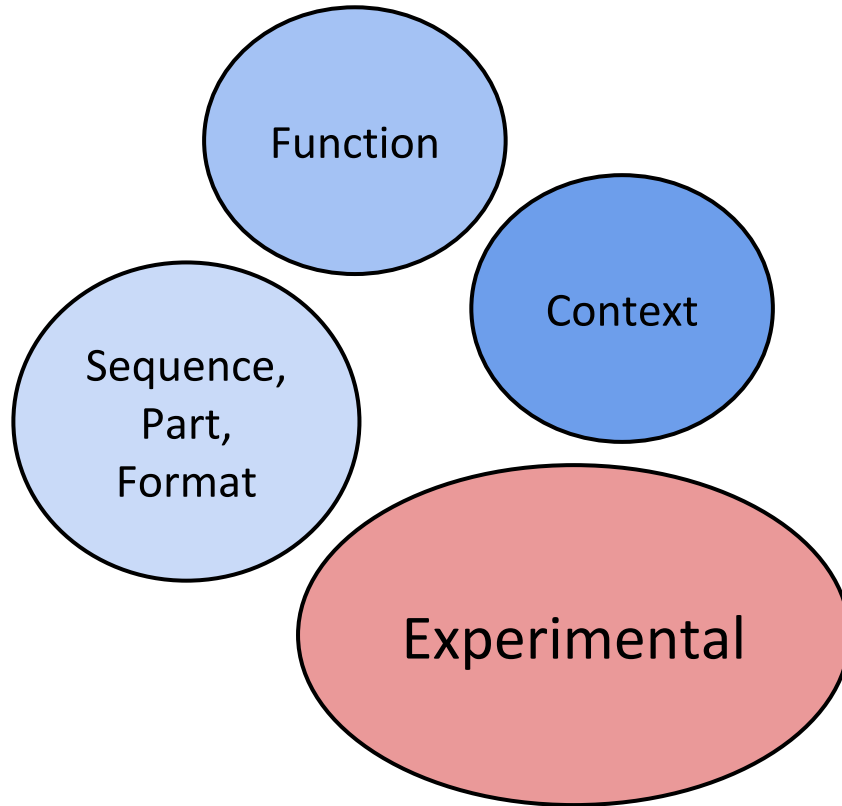 Function
Context
Sequence,
Part,
Format
Experimental